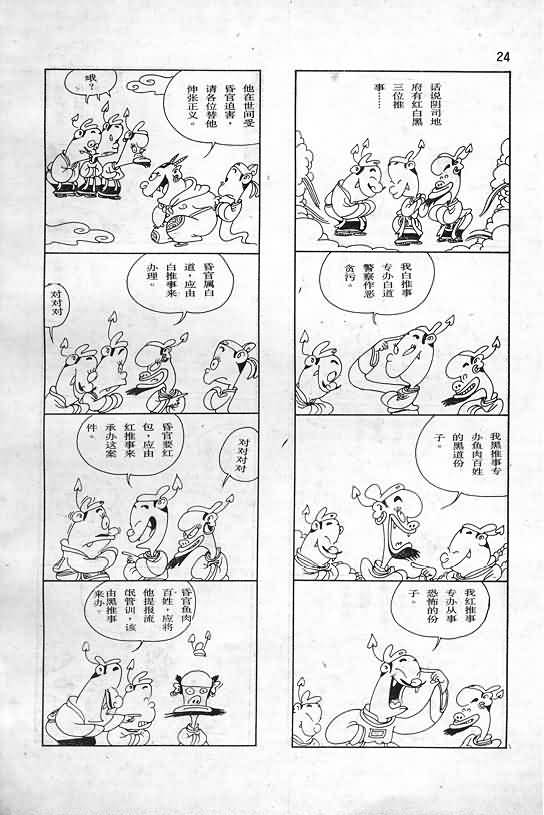 24
话说阴司地
府有红白黑
三位推
事……
我白推事
专办白道
警察作恶
贪污。
我黑推事专
办鱼肉百姓
的黑道份
子。
我红推事
专办从事
恐怖的份
子。
他在世间受
昏官迫害，
请各位替他
伸张正义。
哦？
昏官属白
道，应由
白推事来
办理。
对对对
昏官要红
包，应由
红推事来
承办这案
件。
对对对对
昏官鱼肉
百姓，应将
他提报流
氓管训，该
由黑推事
来办。